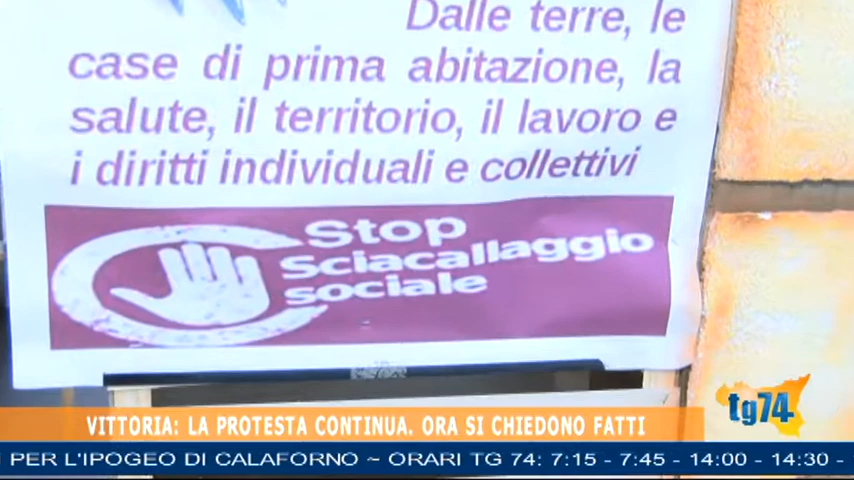 Dalle terre, le
case di prima abitazione, la
salute, il territorio, il lavoro e
i diritti individuali e collettivi
Stop
Sciacallaggio
sociale
tg74
VITTORIA: LA PROTESTA CONTINUA. ORA SI CHIEDONO FATTI
PER L'IPOGEO DI CALAFORNO ~ ORARI TG 74: 7:15 - 7:45 - 14:00 - 14:30 -